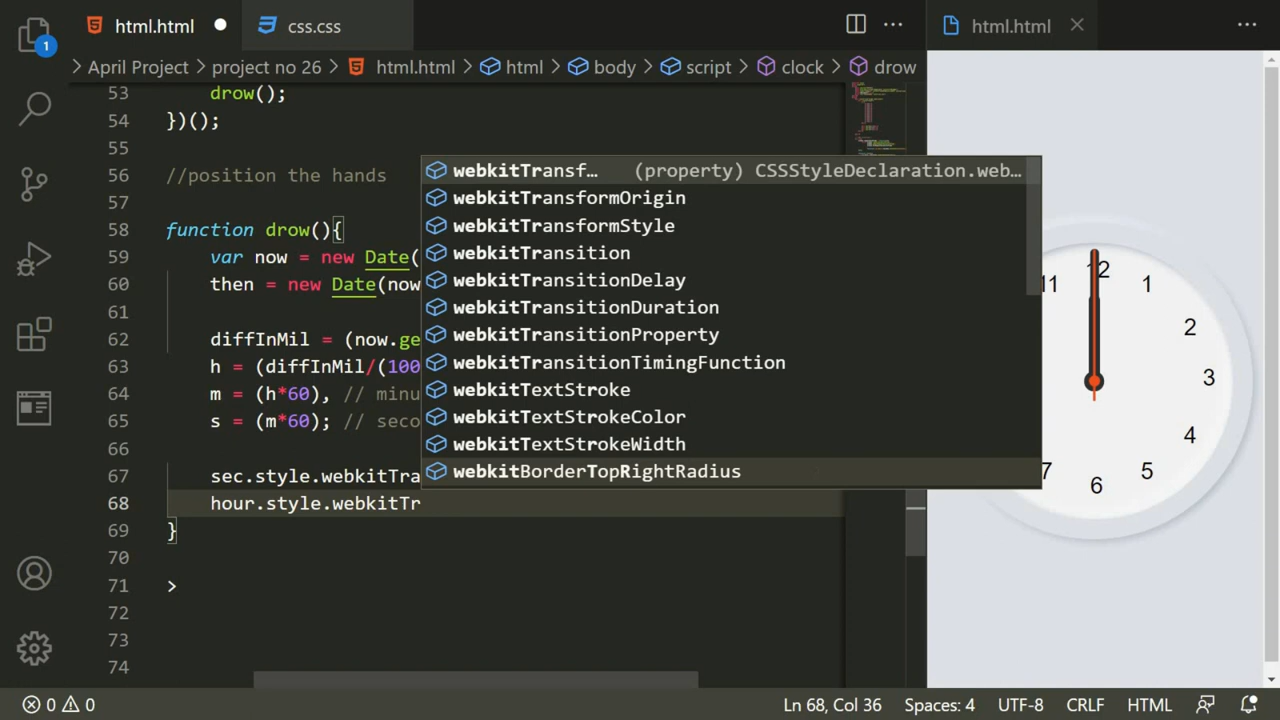 html.html
css.css
html.html
1
April Project
project no 26
html.html
html
body
script
clock
drow
53 drow();
54 })();
55
56 //position the hands
57
58 function drow(){
59 var now = new Date(
60 then = new Date(now
61
62 diffInMil = (now.ge
63 h = (diffInMil/(100
64 m = (h*60), // minu
65 s = (m*60); // seco
66
67 sec.style.webkitTra
68 hour.style.webkitTr
69 }
70
71 >
72
73
74
webkitTransf… (property) CSSStyleDeclaration.web…
webkitTransformOrigin
webkitTransformStyle
webkitTransition
webkitTransitionDelay
webkitTransitionDuration
webkitTransitionProperty
webkitTransitionTimingFunction
webkitTextStroke
webkitTextStrokeColor
webkitTextStrokeWidth
webkitBorderTopRightRadius
11 12 1
2
3
4
7 6 5
0 0
Ln 68, Col 36
Spaces: 4
UTF-8
CRLF
HTML